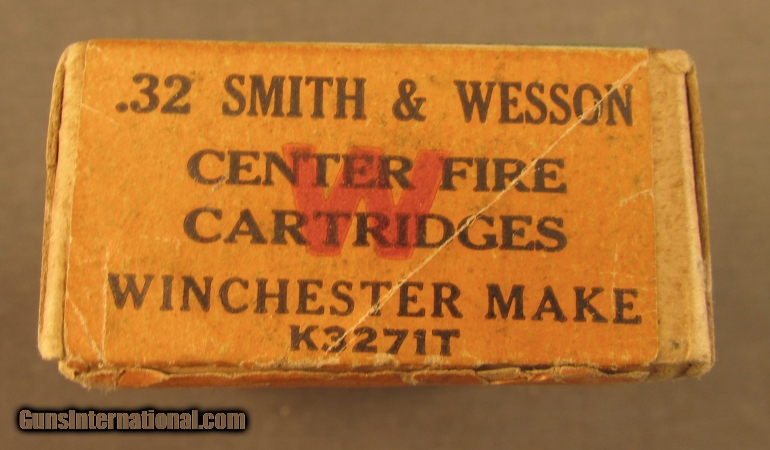 .32 SMITH & WESSON
W
CENTER FIRE
CARTRIDGES
WINCHESTER MAKE
K3271T
GunsInternational.com